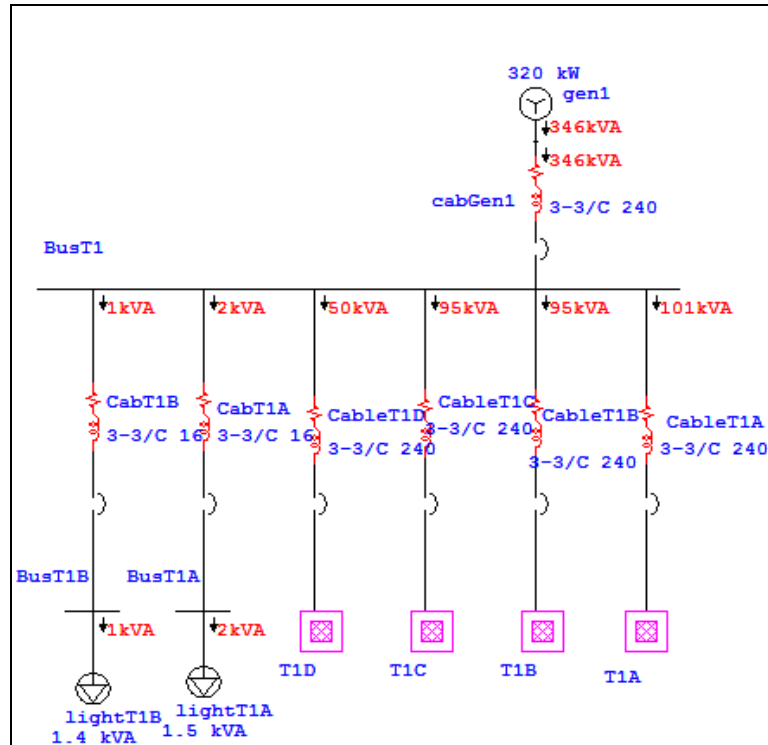 320 kW
gen1
346kVA
346kVA
cabGen1
3-3/C 240
BusT1
1kVA
2kVA
50kVA
95kVA
95kVA
101kVA
CabT1B
3-3/C 16
CabT1A
3-3/C 16
CableT1D
3-3/C 240
CableT1C
3-3/C 240
CableT1B
3-3/C 240
CableT1A
3-3/C 240
BusT1B
BusT1A
1kVA
2kVA
T1D
T1C
T1B
T1A
lightT1B
1.4 kVA
lightT1A
1.5 kVA